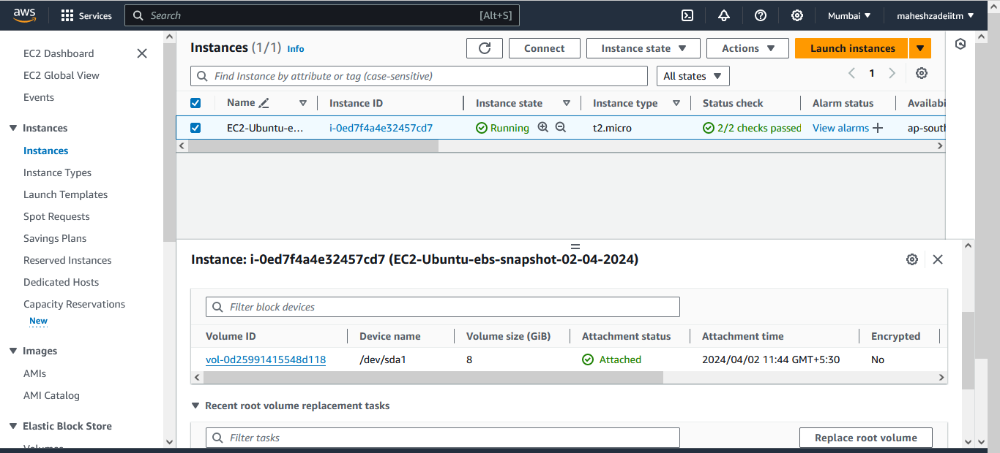 aws Services Search [Alt+S] Mumbai maheshzadeiitm
EC2 Dashboard
EC2 Global View
Events
Instances
Instances
Instance Types
Launch Templates
Spot Requests
Savings Plans
Reserved Instances
Dedicated Hosts
Capacity Reservations
New
Images
AMIs
AMI Catalog
Elastic Block Store
Volumes
Instances (1/1) Info Connect Instance state Actions Launch instances
Find Instance by attribute or tag (case-sensitive) All states 1
Name Instance ID Instance state Instance type Status check Alarm status Availabi
EC2-Ubuntu-e... i-0ed7f4a4e32457cd7 Running t2.micro 2/2 checks passed View alarms ap-sout
Instance: i-0ed7f4a4e32457cd7 (EC2-Ubuntu-ebs-snapshot-02-04-2024)
Filter block devices
Volume ID Device name Volume size (GiB) Attachment status Attachment time Encrypted
vol-0d25991415548d118 /dev/sda1 8 Attached 2024/04/02 11:44 GMT+5:30 No
Recent root volume replacement tasks
Filter tasks Replace root volume